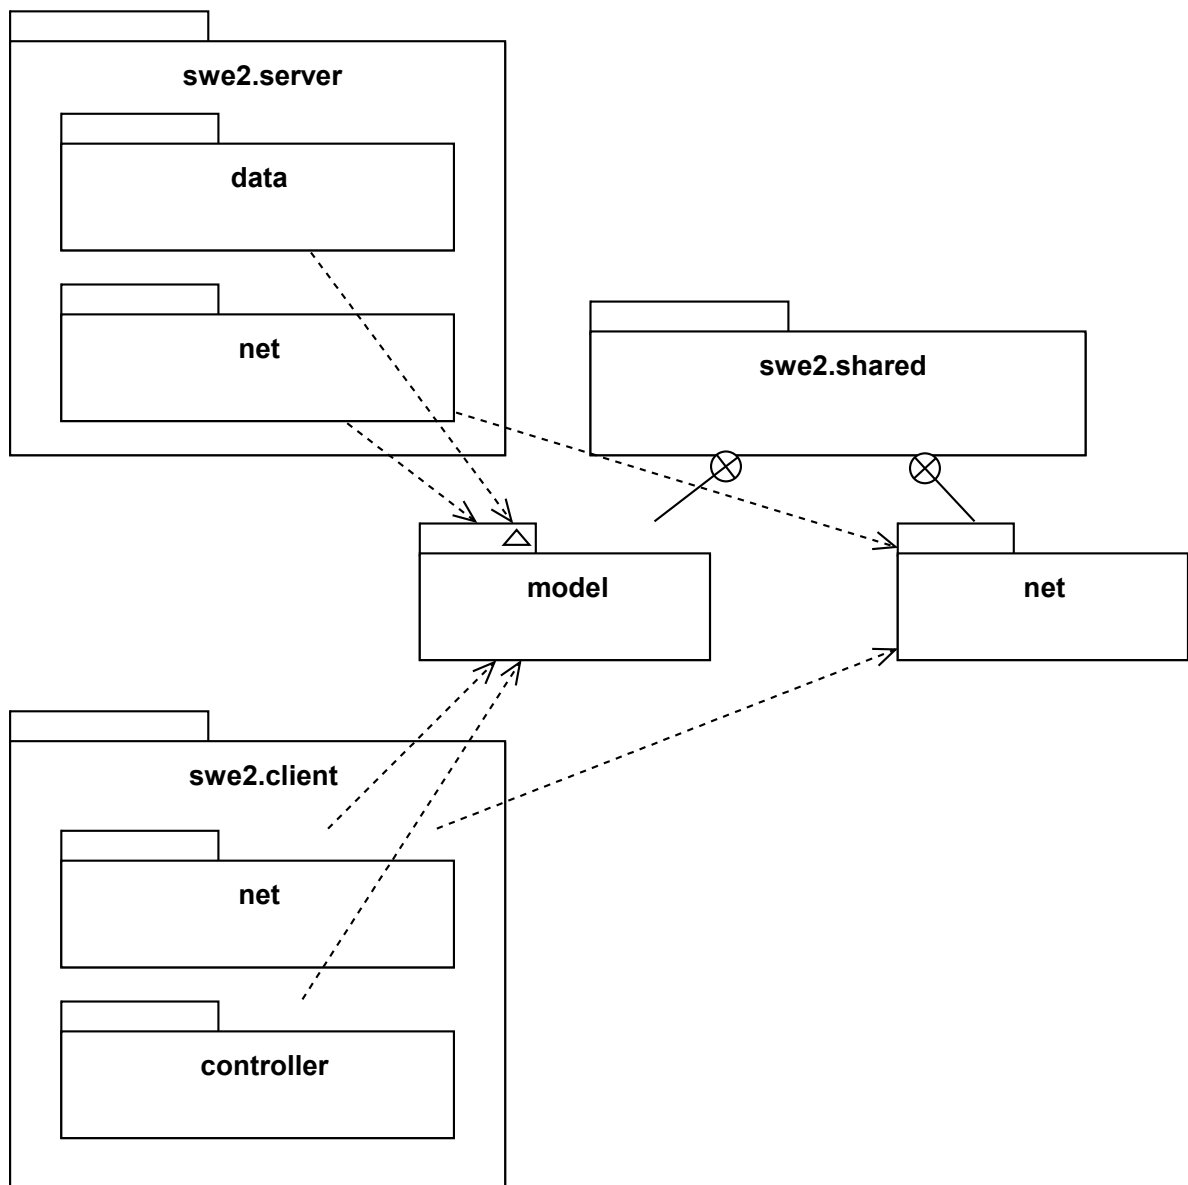 swe2.server
data
net
swe2.shared
model
net
swe2.client
net
controller